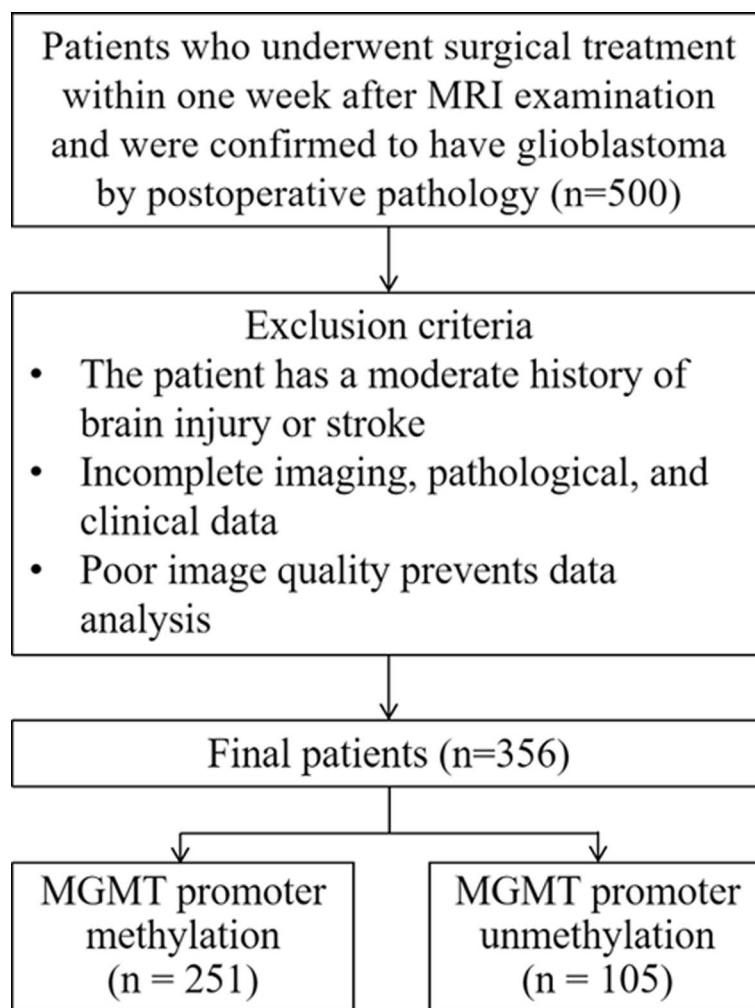 Patients who underwent surgical treatment
within one week after MRI examination
and were confirmed to have glioblastoma
by postoperative pathology (n=500)
Exclusion criteria
• The patient has a moderate history of
brain injury or stroke
• Incomplete imaging, pathological, and
clinical data
• Poor image quality prevents data
analysis
Final patients (n=356)
MGMT promoter
methylation
(n = 251)
MGMT promoter
unmethylation
(n = 105)